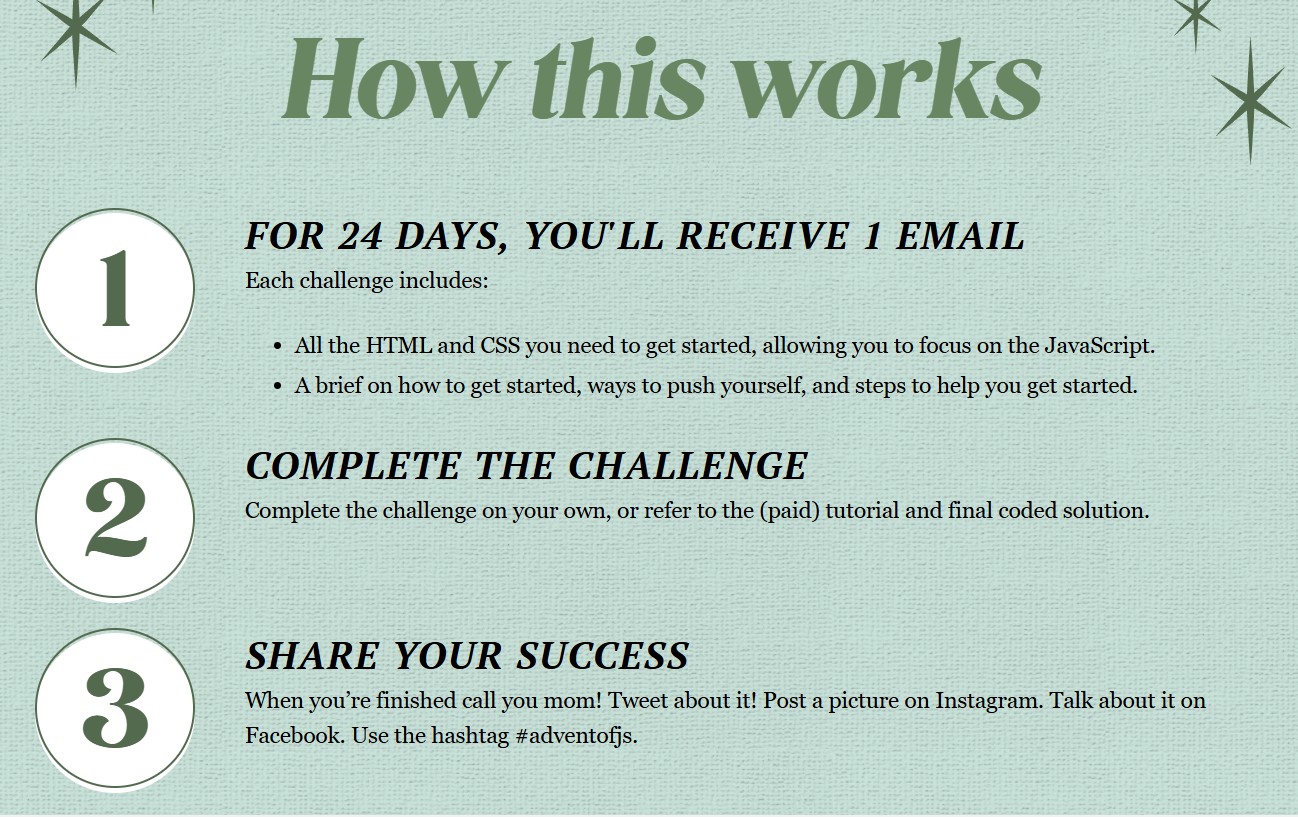 How this works
1
FOR 24 DAYS, YOU'LL RECEIVE 1 EMAIL
Each challenge includes:
• All the HTML and CSS you need to get started, allowing you to focus on the JavaScript.
• A brief on how to get started, ways to push yourself, and steps to help you get started.
2
COMPLETE THE CHALLENGE
Complete the challenge on your own, or refer to the (paid) tutorial and final coded solution.
3
SHARE YOUR SUCCESS
When you’re finished call you mom! Tweet about it! Post a picture on Instagram. Talk about it on
Facebook. Use the hashtag #adventofjs.